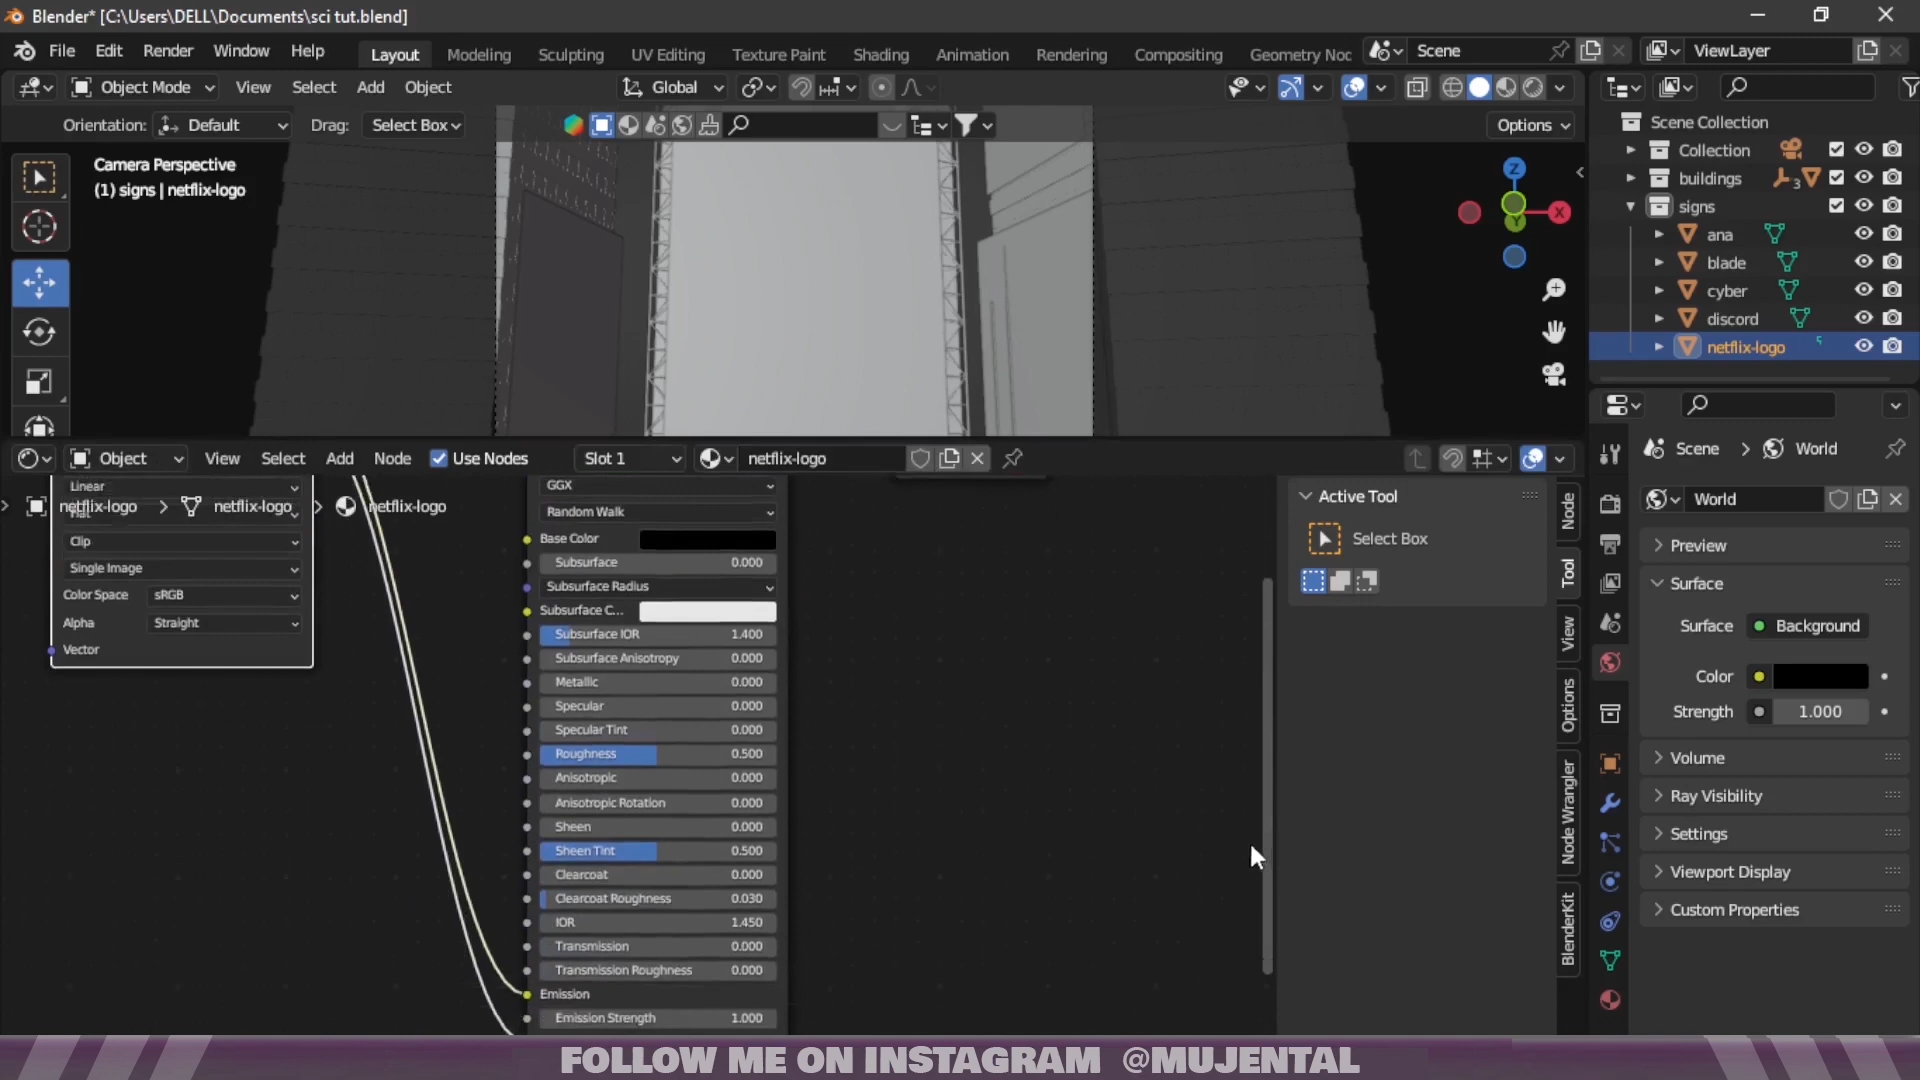 Blender* [C:\Users\DELL\Documents\sci tut.blend]
File Edit Render Window Help Layout Modeling Sculpting UV Editing Texture Paint Shading Animation Rendering Compositing Geometry Noc Scene ViewLayer
Object Mode View Select Add Object Global
Orientation: Default Drag: Select Box Options
Camera Perspective
(1) signs | netflix-logo
Z
X
Y
Scene Collection
Collection
buildings 3
signs
ana
blade
cyber
discord
netflix-logo
Object View Select Add Node Use Nodes Slot 1 netflix-logo
Linear
netflix-logo netflix-logo netflix-logo
Clip
Single Image
Color Space sRGB
Alpha Straight
Vector
GGX
Random Walk
Base Color
Subsurface 0.000
Subsurface Radius
Subsurface C...
Subsurface IOR 1.400
Subsurface Anisotropy 0.000
Metallic 0.000
Specular 0.000
Specular Tint 0.000
Roughness 0.500
Anisotropic 0.000
Anisotropic Rotation 0.000
Sheen 0.000
Sheen Tint 0.500
Clearcoat 0.000
Clearcoat Roughness 0.030
IOR 1.450
Transmission 0.000
Transmission Roughness 0.000
Emission
Emission Strength 1.000
Active Tool
Select Box
Node
Tool
View
Options
Node Wrangler
BlenderKit
Scene World
World
Preview
Surface
Surface Background
Color
Strength 1.000
Volume
Ray Visibility
Settings
Viewport Display
Custom Properties
FOLLOW ME ON INSTAGRAM @MUJENTAL